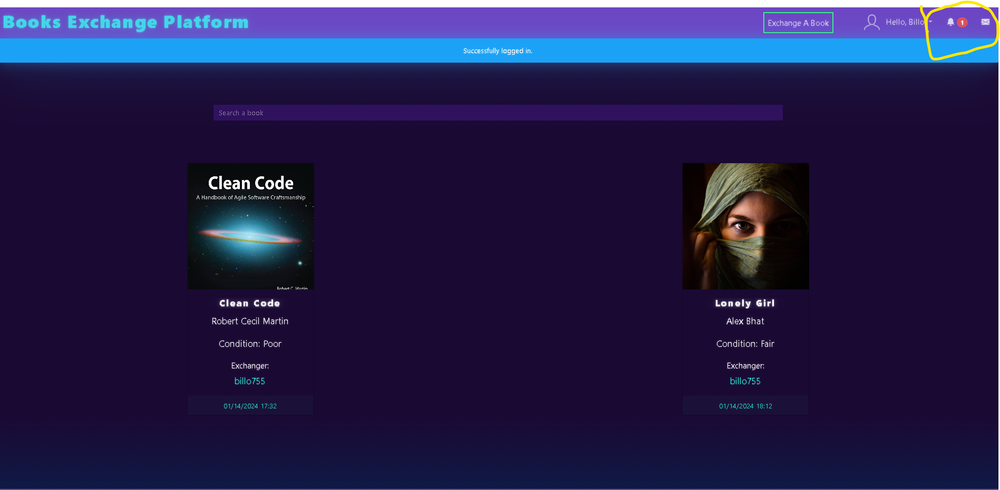 Books Exchange Platform
Exchange A Book
Hello, Billo
1
Successfully logged in.
Search a book
Clean Code
A Handbook of Agile Software Craftsmanship
Robert C. Martin
Clean Code
Robert Cecil Martin
Condition: Poor
Exchanger:
billo755
01/14/2024 17:32
Lonely Girl
Alex Bhat
Condition: Fair
Exchanger:
billo755
01/14/2024 18:12